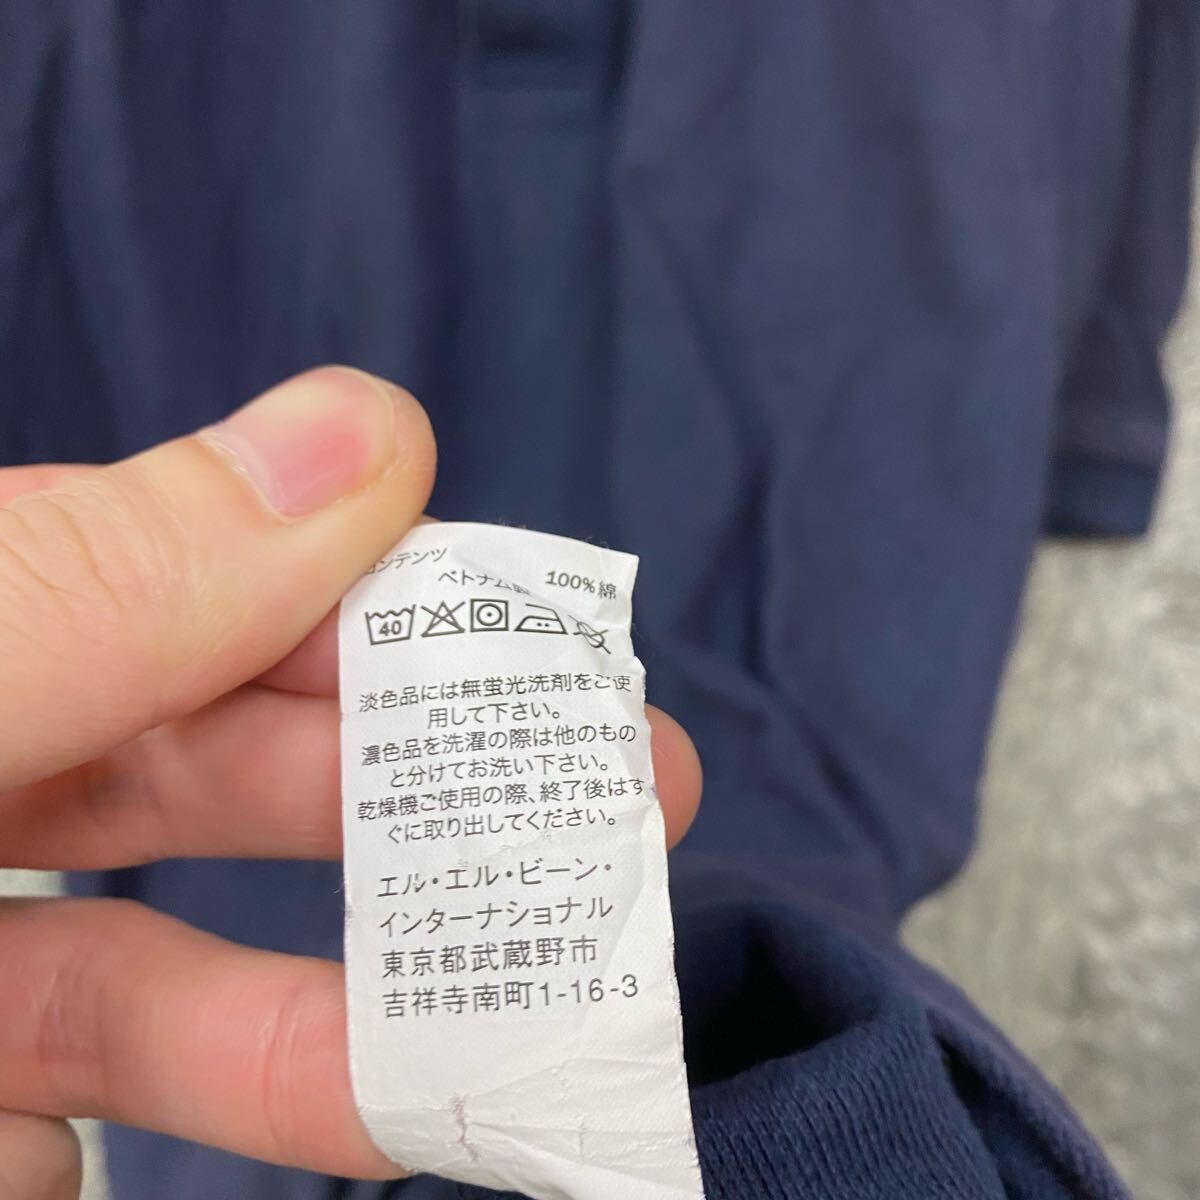 コンテンツ
ベトナム製 100%綿
40
淡色品には無蛍光洗剤をご使
用して下さい。
濃色品を洗濯の際は他のもの
と分けてお洗い下さい。
乾燥機ご使用の際、終了後はす
ぐに取り出してください。
エル・エル・ビーン・
インターナショナル
東京都武蔵野市
吉祥寺南町1-16-3